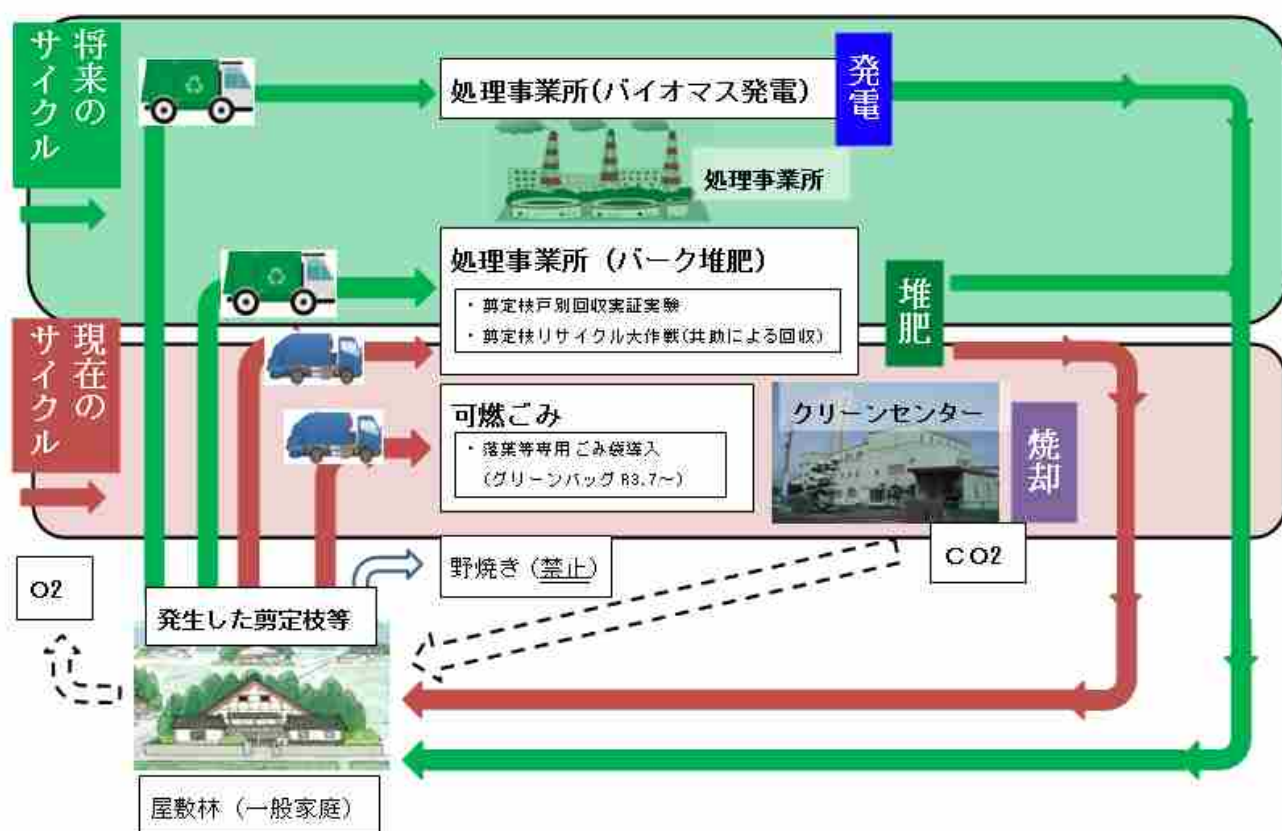 将来の
サイクル
処理事業所(バイオマス発電)
発電
処理事業所
処理事業所(バーク堆肥)
・剪定枝戸別回収実証実験
・剪定枝リサイクル大作戦(共助による回収)
堆肥
現在の
サイクル
可燃ごみ
・落葉等専用ごみ袋導入
(グリーンバッグ R3.7~)
クリーンセンター
焼却
野焼き(禁止)
CO2
O2
発生した剪定枝等
屋敷林(一般家庭)